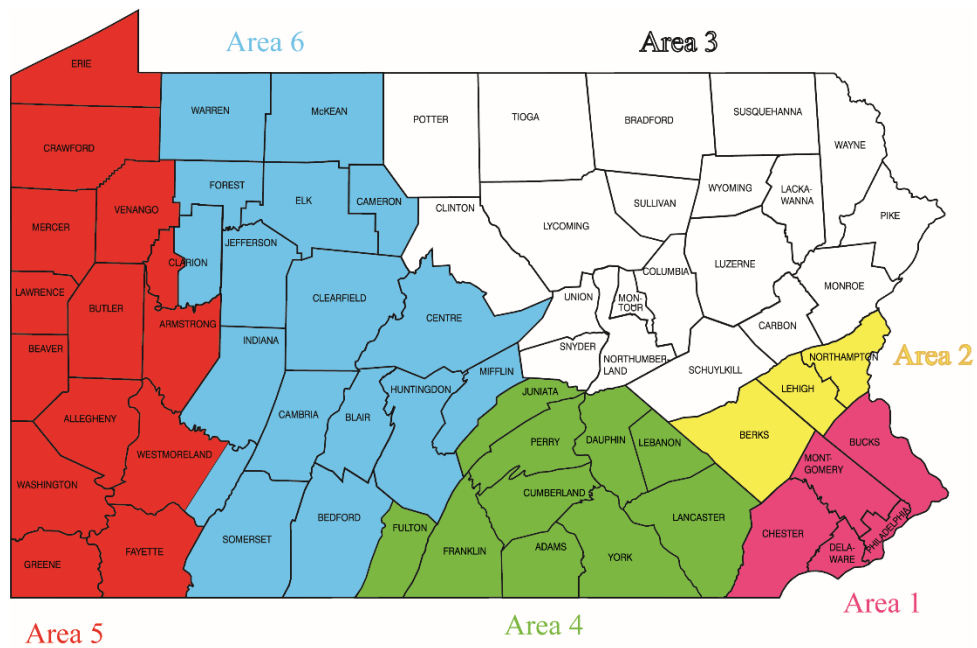 Area 6
Area 3
ERIE
WARREN
McKEAN
POTTER
TIOGA
BRADFORD
SUSQUEHANNA
WAYNE
CRAWFORD
FOREST
ELK
CAMERON
CLINTON
SULLIVAN
WYOMING
LACKA-
WANNA
PIKE
MERCER
VENANGO
JEFFERSON
LYCOMING
COLUMBIA
LUZERNE
MONROE
CLARION
LAWRENCE
BUTLER
ARMSTRONG
CLEARFIELD
CENTRE
UNION
MON-
TOUR
CARBON
BEAVER
INDIANA
SNYDER
NORTHUMBER
LAND
SCHUYLKILL
NORTHAMPTON
Area 2
MIFFLIN
HUNTINGDON
JUNIATA
LEHIGH
ALLEGHENY
CAMBRIA
BLAIR
PERRY
DAUPHIN
LEBANON
BERKS
BUCKS
WESTMORELAND
MONT-
GOMERY
WASHINGTON
CUMBERLAND
SOMERSET
BEDFORD
FULTON
LANCASTER
CHESTER
PHILADELPHIA
GREENE
FAYETTE
FRANKLIN
ADAMS
YORK
DELA-
WARE
Area 5
Area 4
Area 1